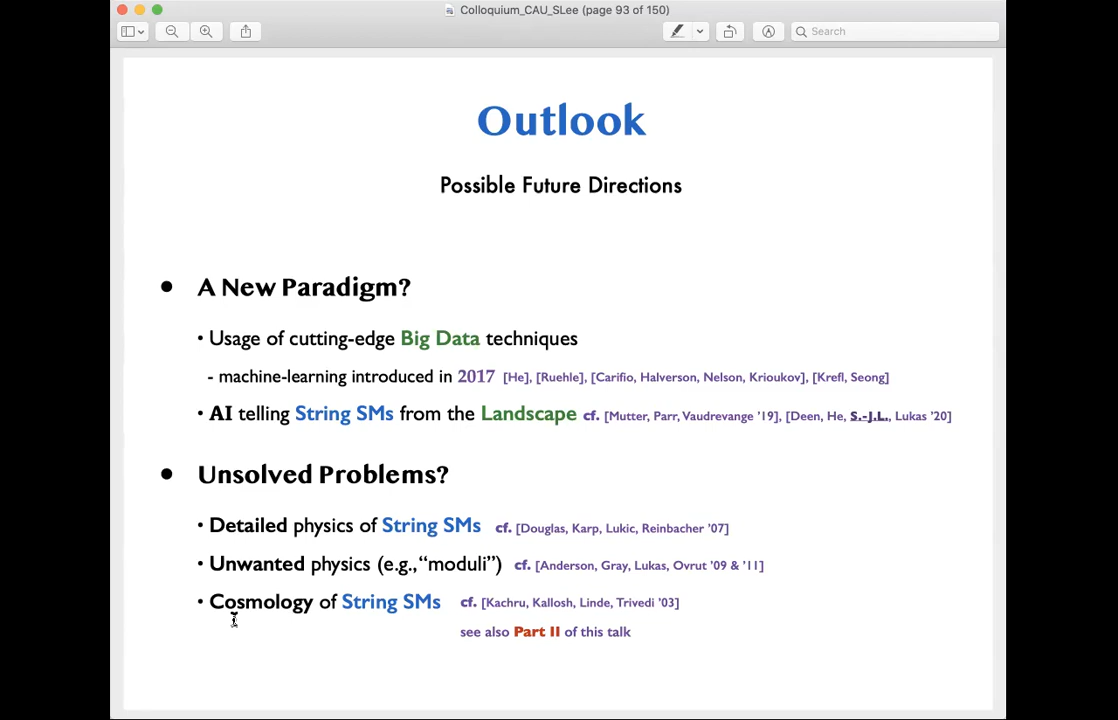 Colloquium_CAU_SLee (page 93 of 150)
Search
Outlook
Possible Future Directions
• A New Paradigm?
• Usage of cutting-edge Big Data techniques
- machine-learning introduced in 2017 [He], [Ruehle], [Carifio, Halverson, Nelson, Krioukov], [Krefl, Seong]
• AI telling String SMs from the Landscape cf. [Mutter, Parr, Vaudrevange ’19], [Deen, He, S.-J.L., Lukas ’20]
• Unsolved Problems?
• Detailed physics of String SMs cf. [Douglas, Karp, Lukic, Reinbacher ’07]
• Unwanted physics (e.g., “moduli”) cf. [Anderson, Gray, Lukas, Ovrut ’09 & ’11]
• Cosmology of String SMs cf. [Kachru, Kallosh, Linde, Trivedi ’03]
see also Part II of this talk